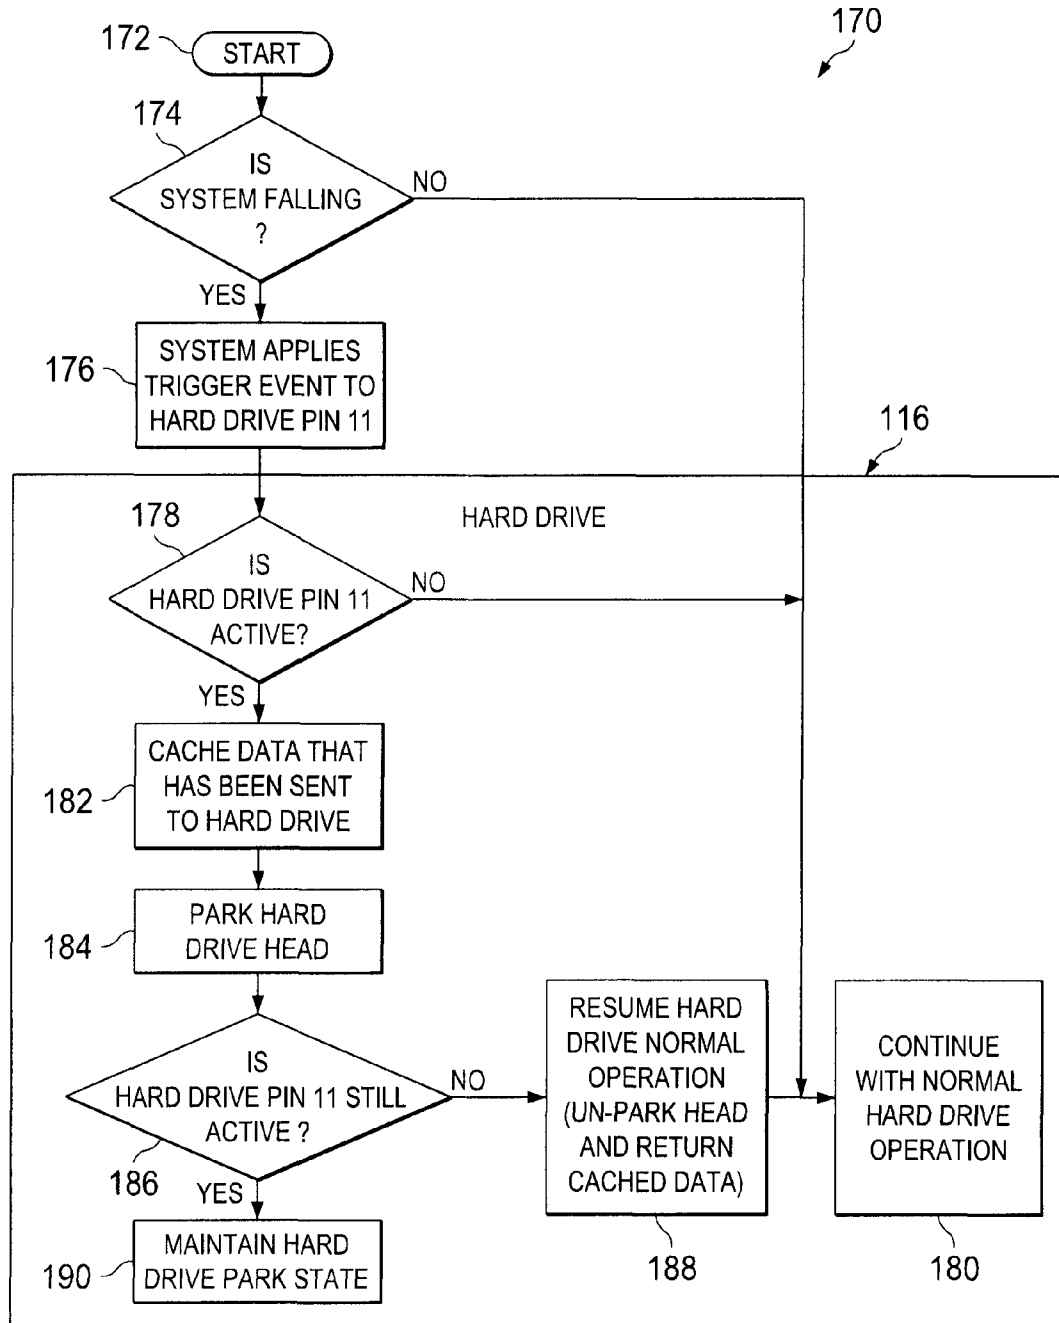 172
START
170
174
IS
SYSTEM FALLING
?
NO
YES
176
SYSTEM APPLIES
TRIGGER EVENT TO
HARD DRIVE PIN 11
116
HARD DRIVE
178
IS
HARD DRIVE PIN 11
ACTIVE?
NO
YES
182
CACHE DATA THAT
HAS BEEN SENT
TO HARD DRIVE
184
PARK HARD
DRIVE HEAD
IS
HARD DRIVE PIN 11 STILL
ACTIVE ?
186
NO
YES
RESUME HARD
DRIVE NORMAL
OPERATION
(UN-PARK HEAD
AND RETURN
CACHED DATA)
188
CONTINUE
WITH NORMAL
HARD DRIVE
OPERATION
180
190
MAINTAIN HARD
DRIVE PARK STATE